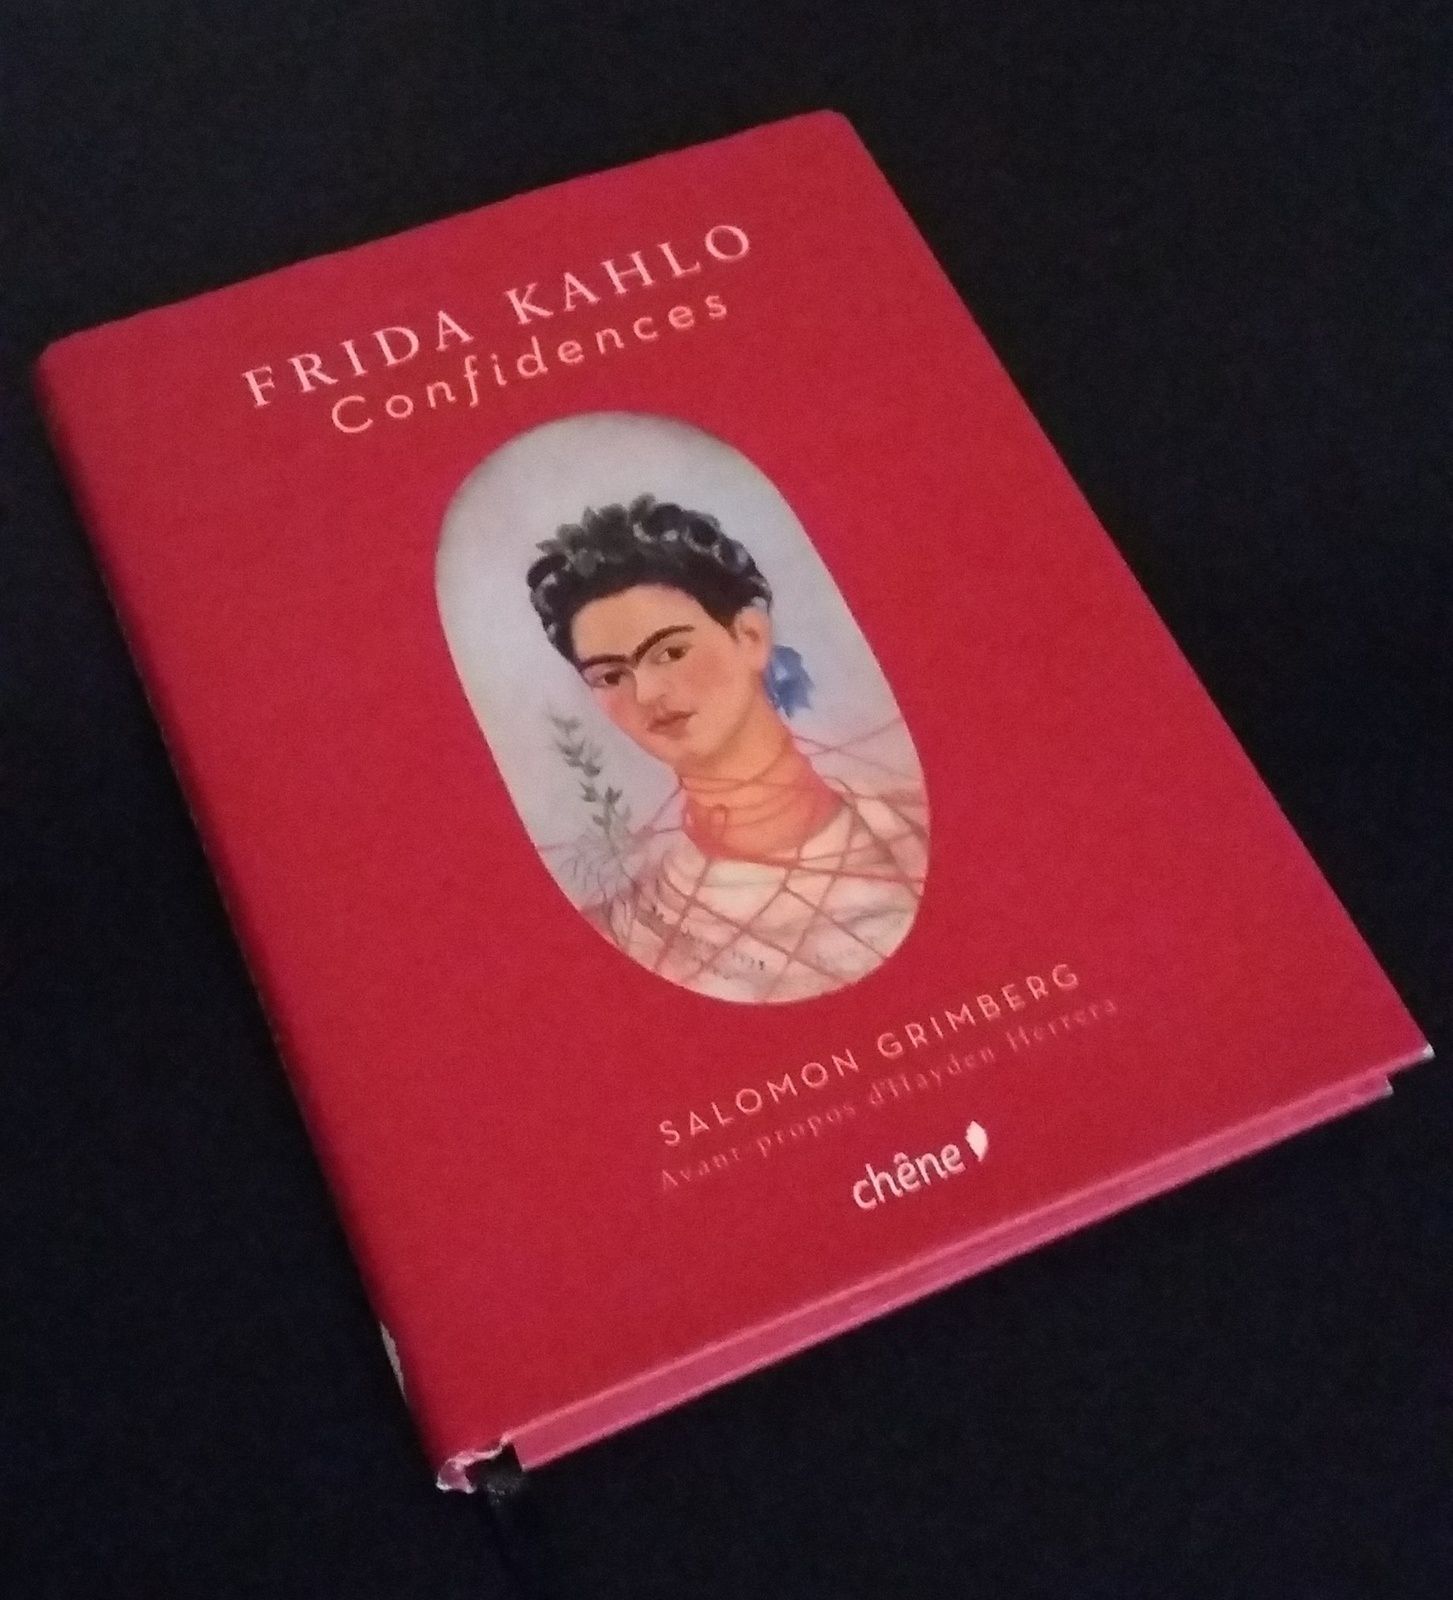 FRIDA KAHLO
Confidences
SALOMON GRIMBERG
Avant-propos d'Hayden Herrera
chêne